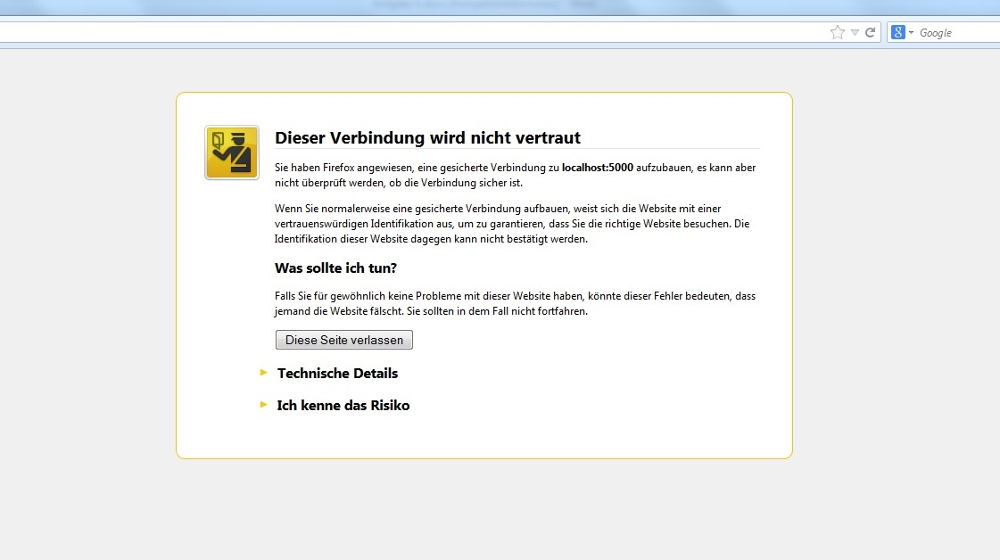 Google
Dieser Verbindung wird nicht vertraut
Sie haben Firefox angewiesen, eine gesicherte Verbindung zu localhost:5000 aufzubauen, es kann aber
nicht überprüft werden, ob die Verbindung sicher ist.
Wenn Sie normalerweise eine gesicherte Verbindung aufbauen, weist sich die Website mit einer
vertrauenswürdigen Identifikation aus, um zu garantieren, dass Sie die richtige Website besuchen. Die
Identifikation dieser Website dagegen kann nicht bestätigt werden.
Was sollte ich tun?
Falls Sie für gewöhnlich keine Probleme mit dieser Website haben, könnte dieser Fehler bedeuten, dass
jemand die Website fälscht. Sie sollten in dem Fall nicht fortfahren.
Diese Seite verlassen
Technische Details
Ich kenne das Risiko